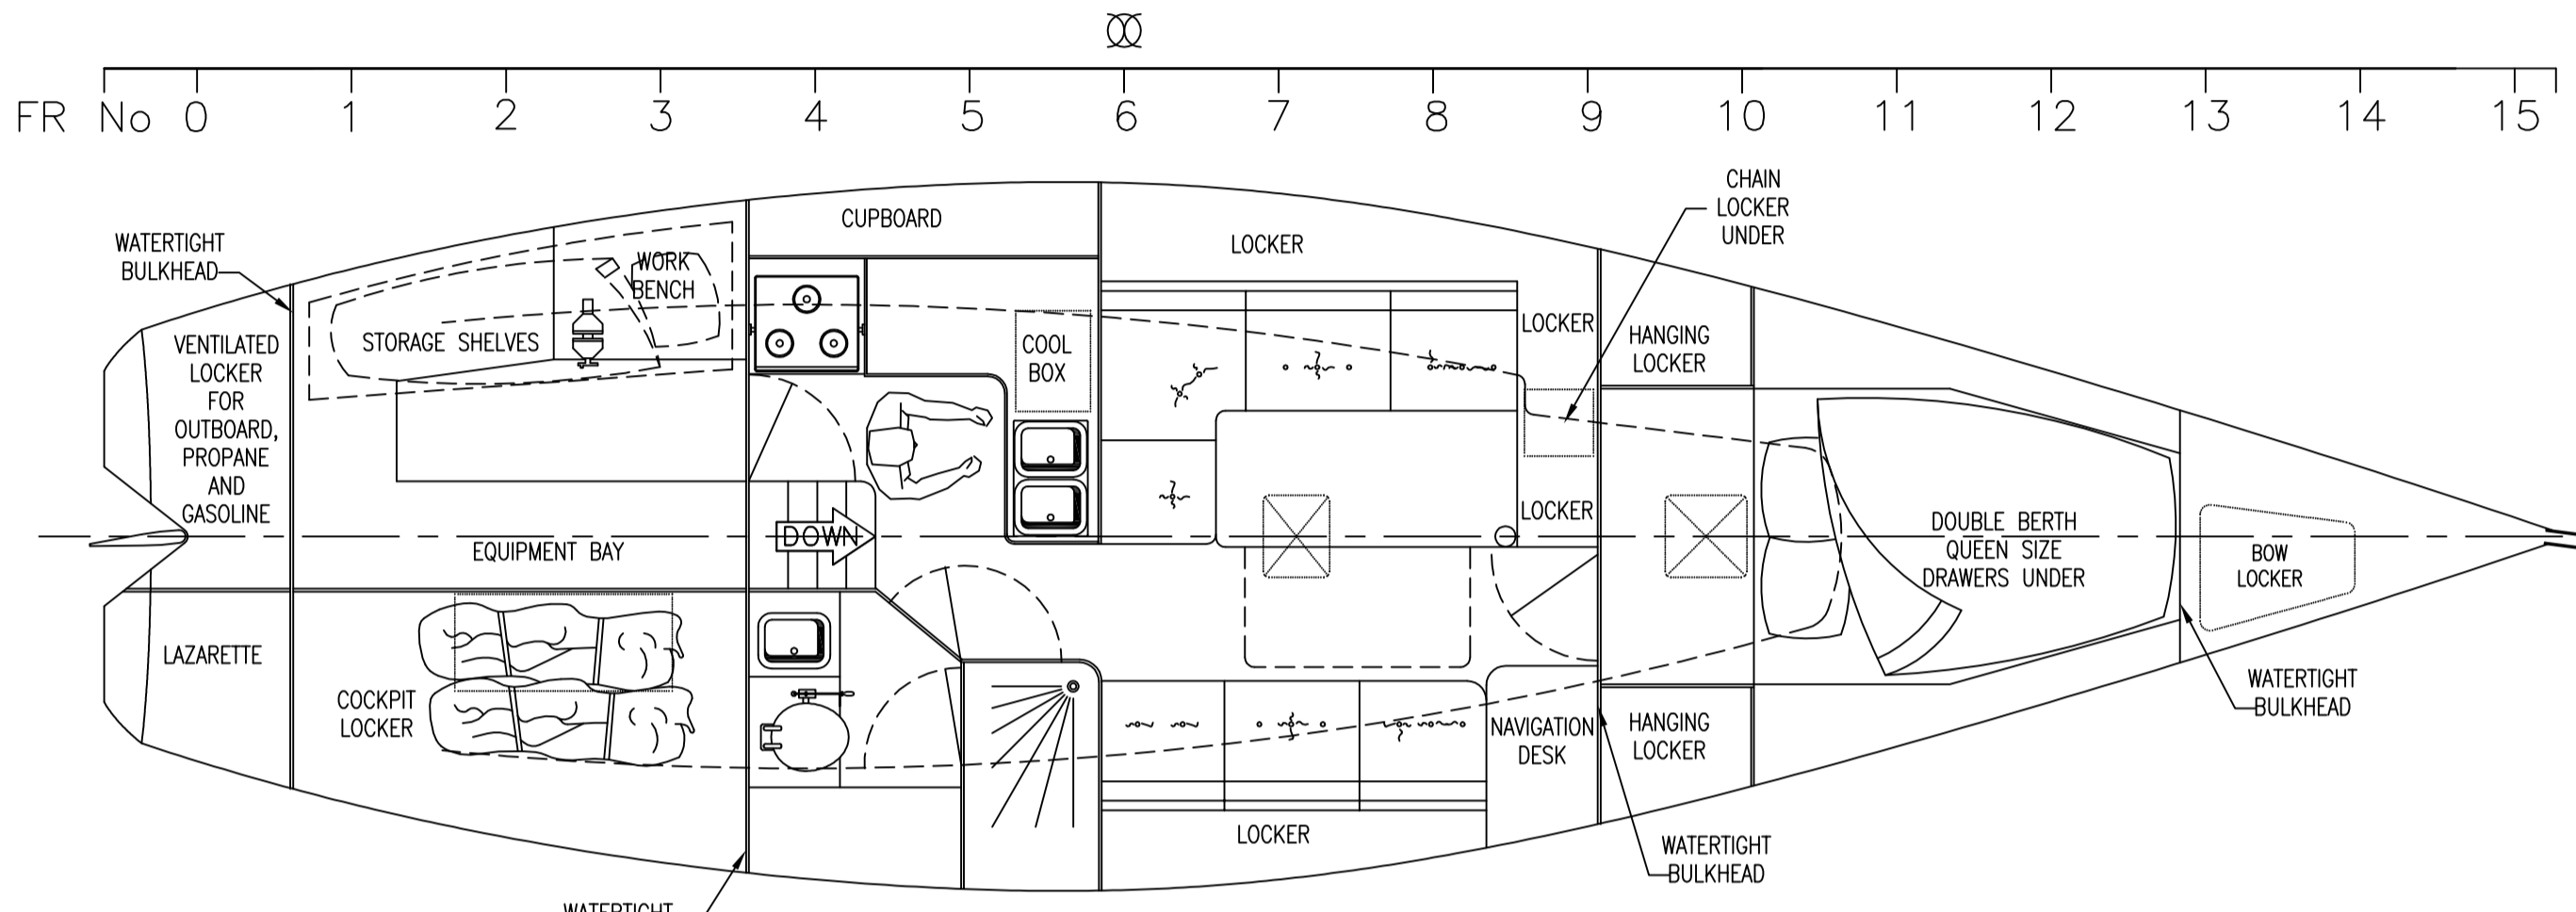 FR No 0 1 2 3 4 5 6 7 8 9 10 11 12 13 14 15
CHAIN
LOCKER
UNDER
WATERTIGHT
BULKHEAD
CUPBOARD
LOCKER
WORK
BENCH
STORAGE SHELVES
VENTILATED
LOCKER
FOR
OUTBOARD,
PROPANE
AND
GASOLINE
COOL
BOX
LOCKER
HANGING
LOCKER
LOCKER
DOWN
EQUIPMENT BAY
DOUBLE BERTH
QUEEN SIZE
DRAWERS UNDER
BOW
LOCKER
LAZARETTE
COCKPIT
LOCKER
NAVIGATION
DESK
HANGING
LOCKER
WATERTIGHT
BULKHEAD
LOCKER
WATERTIGHT
BULKHEAD
WATERTIGHT